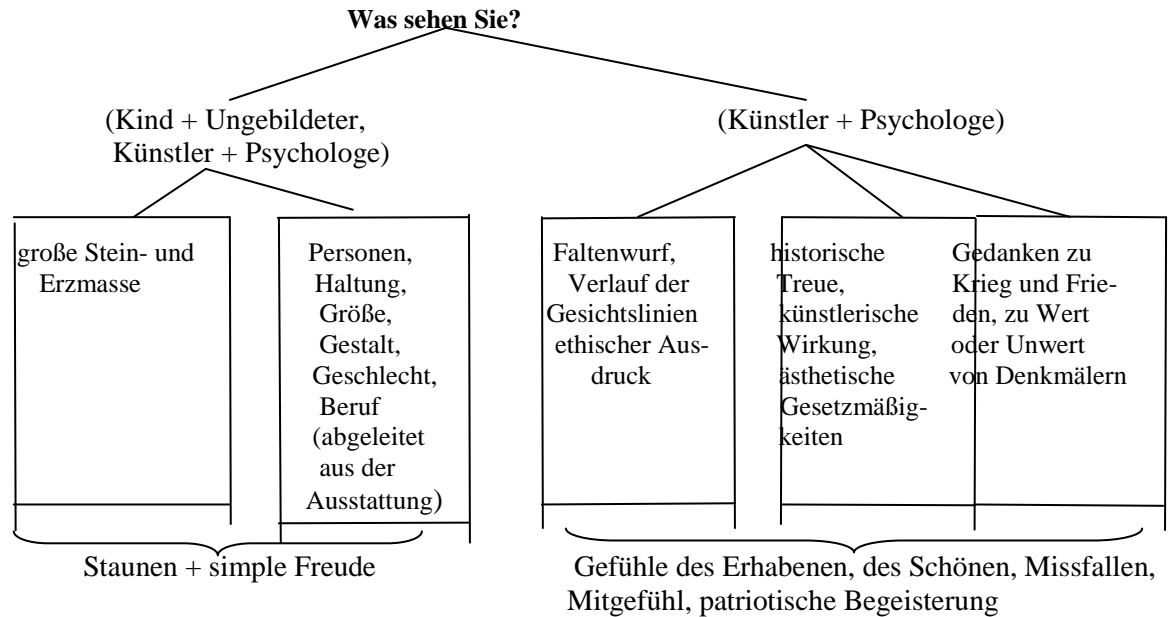 Was sehen Sie?
(Kind + Ungebildeter,
Künstler + Psychologe)
(Künstler + Psychologe)
große Stein- und
Erzmasse
Personen,
Haltung,
Größe,
Gestalt,
Geschlecht,
Beruf
(abgeleitet
aus der
Ausstattung)
Faltenwurf,
Verlauf der
Gesichtslinien
ethischer Aus-
druck
historische
Treue,
künstlerische
Wirkung,
ästhetische
Gesetzmäßig-
keiten
Gedanken zu
Krieg und Frie-
den, zu Wert
oder Unwert
von Denkmälern
Staunen + simple Freude
Gefühle des Erhabenen, des Schönen, Missfallen,
Mitgefühl, patriotische Begeisterung